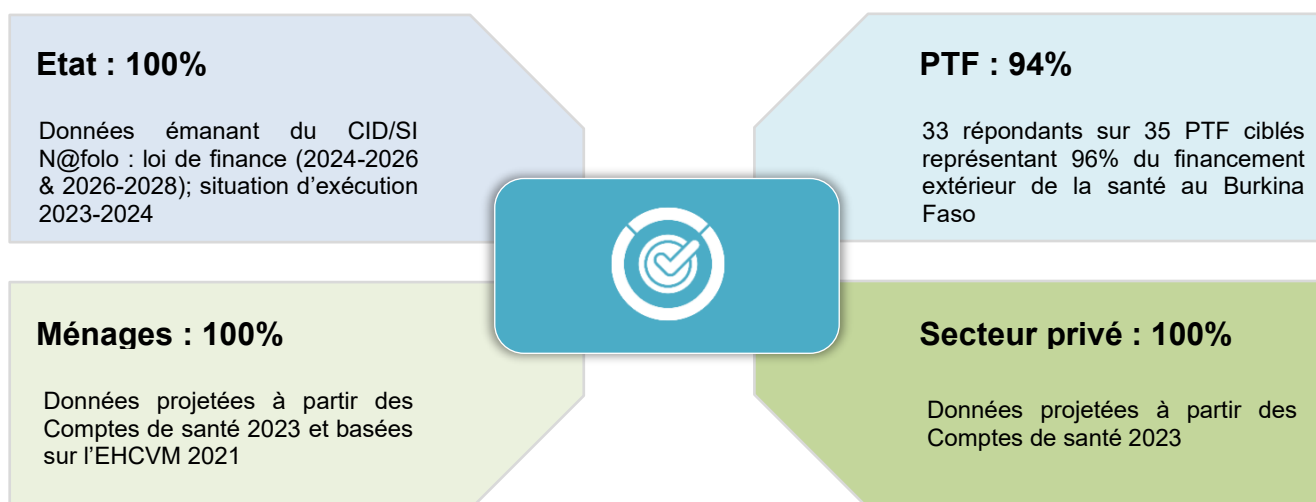 Etat : 100%
Données émanant du CID/SI
N@folo : loi de finance (2024-2026
& 2026-2028); situation d’exécution
2023-2024
PTF : 94%
33 répondants sur 35 PTF ciblés
représentant 96% du financement
extérieur de la santé au Burkina
Faso
Ménages : 100%
Données projetées à partir des
Comptes de santé 2023 et basées
sur l’EHCVM 2021
Secteur privé : 100%
Données projetées à partir des
Comptes de santé 2023